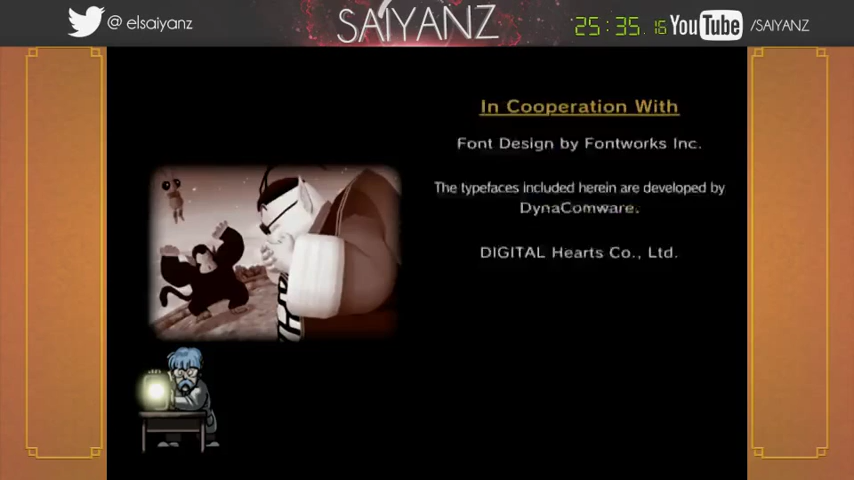 @ elsaiyanz
SAIYANZ
25:35.16
YouTube
/SAIYANZ
In Cooperation With
Font Design by Fontworks Inc.
The typefaces included herein are developed by
DynaComware.
DIGITAL Hearts Co., Ltd.